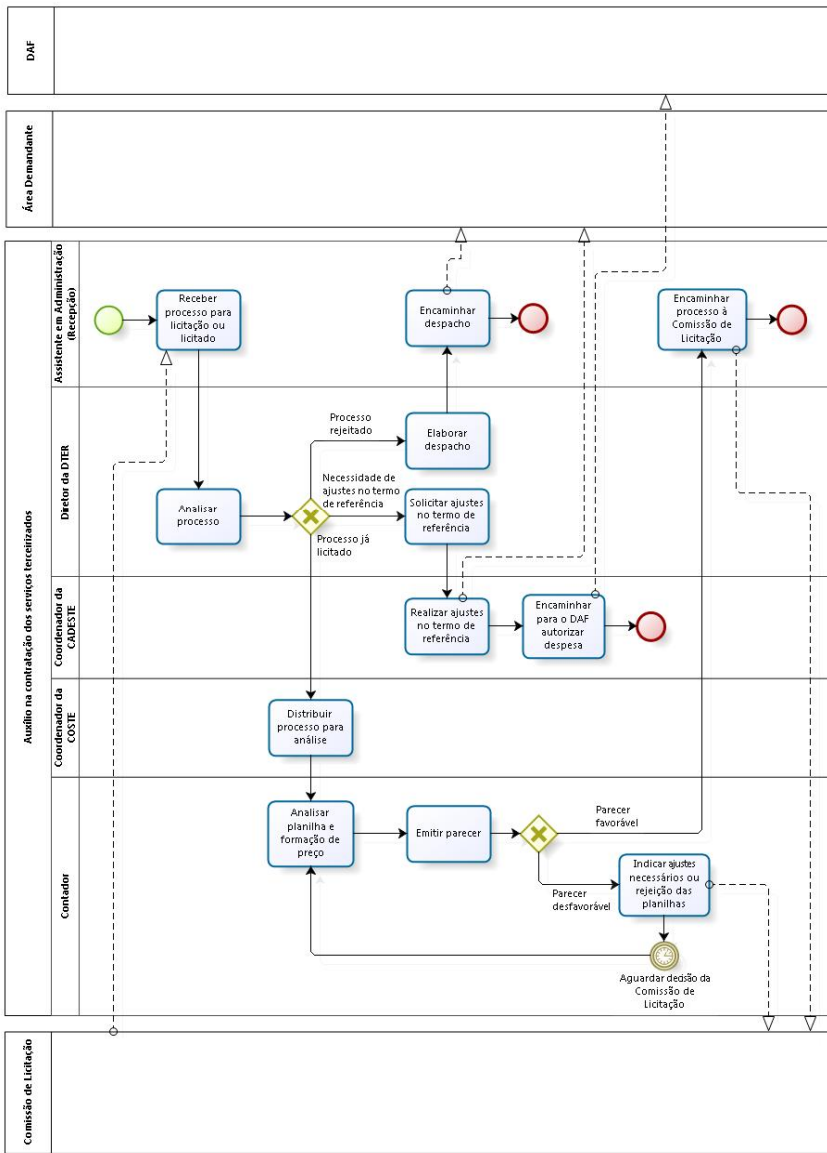 DAF
Área Demandante
Auxílio na contratação dos serviços terceirizados
Assistente em Administração
(Recepção)
Receber
processo para
licitação ou
licitado
Encaminhar
despacho
Encaminhar
processo à
Comissão de
Licitação
Diretor da DTER
Analisar
processo
Processo
rejeitado
Elaborar
despacho
Necessidade de
ajustes no termo
de referência
Solicitar ajustes
no termo de
referência
Processo já
licitado
Coordenador da
CADESTE
Realizar ajustes
no termo de
referência
Encaminhar
para o DAF
autorizar
despesa
Coordenador da
COSTE
Distribuir
processo para
análise
Contador
Analisar
planilha e
formação de
preço
Emitir parecer
Parecer
favorável
Parecer
desfavorável
Indicar ajustes
necessários ou
rejeição das
planilhas
Aguardar decisão da
Comissão de
Licitação
Comissão de Licitação